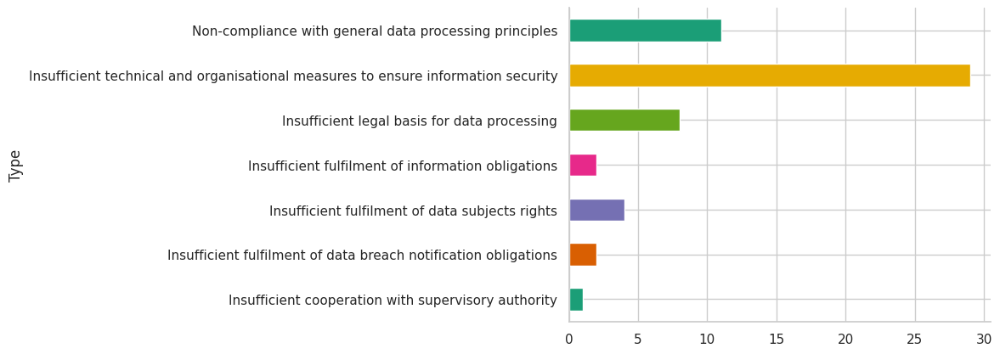 Non-compliance with general data processing principles
Insufficient technical and organisational measures to ensure information security
Insufficient legal basis for data processing
Insufficient fulfilment of information obligations
Insufficient fulfilment of data subjects rights
Insufficient fulfilment of data breach notification obligations
Insufficient cooperation with supervisory authority
Type
0 5 10 15 20 25 30